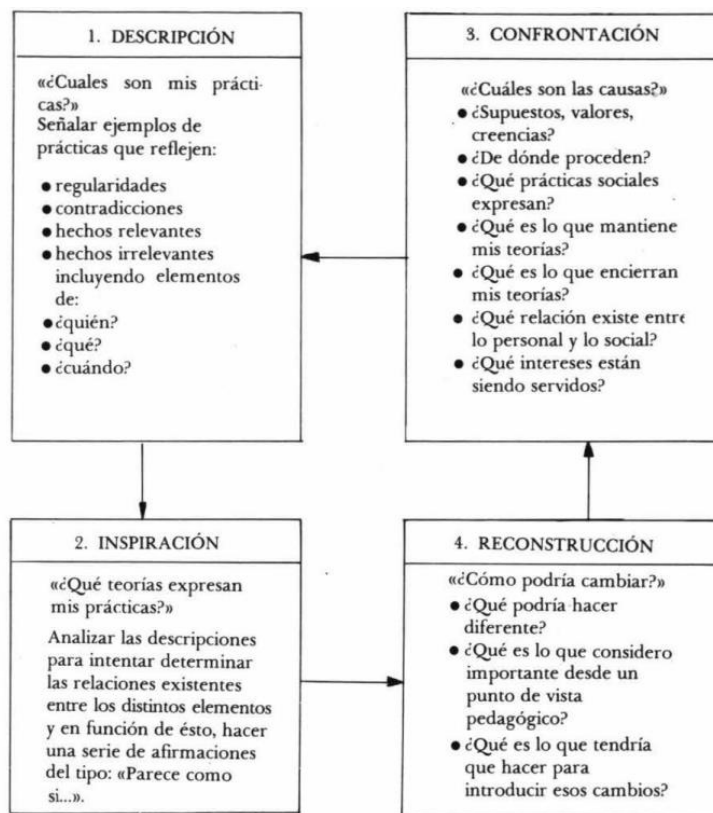 1. DESCRIPCIÓN
«¿Cuales son mis prácti-
cas?»
Señalar ejemplos de
prácticas que reflejen:
● regularidades
● contradicciones
● hechos relevantes
● hechos irrelevantes
incluyendo elementos
de:
● ¿quién?
● ¿qué?
● ¿cuándo?
2. INSPIRACIÓN
«¿Qué teorías expresan
mis prácticas?»
Analizar las descripciones
para intentar determinar
las relaciones existentes
entre los distintos elementos
y en función de ésto, hacer
una serie de afirmaciones
del tipo: «Parece como
si...».
3. CONFRONTACIÓN
«¿Cuáles son las causas?»
● ¿Supuestos, valores,
creencias?
● ¿De dónde proceden?
● ¿Qué prácticas sociales
expresan?
● ¿Qué es lo que mantiene
mis teorías?
● ¿Qué es lo que encierran
mis teorías?
● ¿Qué relación existe entre
lo personal y lo social?
● ¿Qué intereses están
siendo servidos?
4. RECONSTRUCCIÓN
«¿Cómo podría cambiar?»
● ¿Qué podría hacer
diferente?
● ¿Qué es lo que considero
importante desde un
punto de vista
pedagógico?
● ¿Qué es lo que tendría
que hacer para
introducir esos cambios?